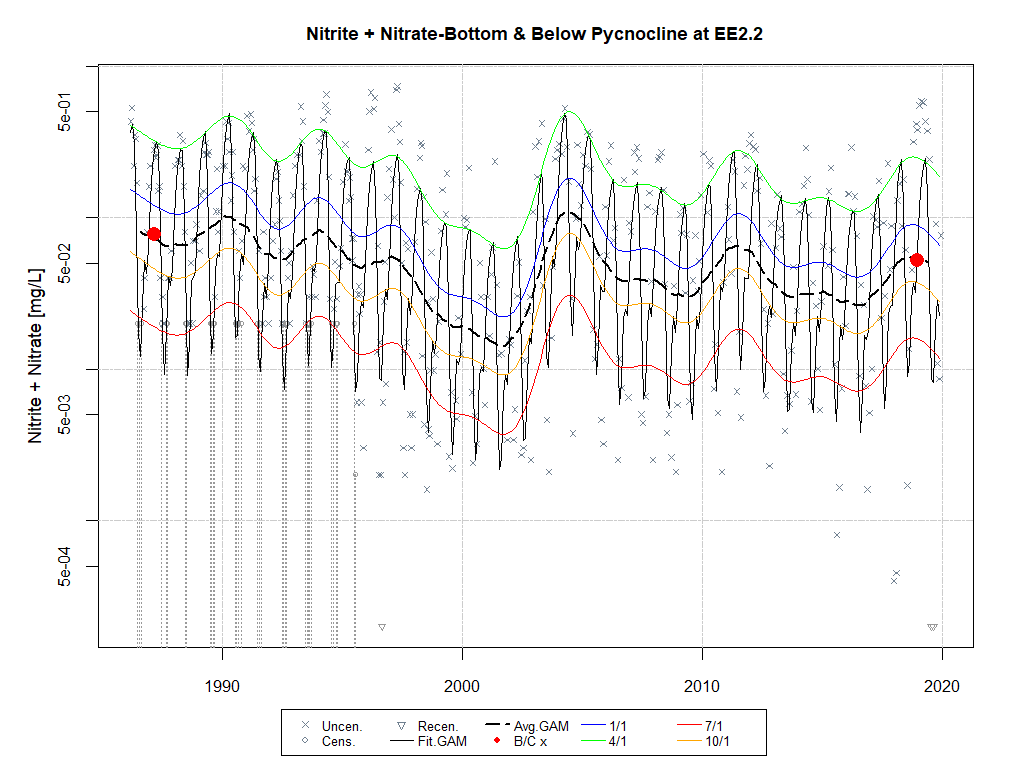 Nitrite + Nitrate-Bottom & Below Pycnocline at EE2.2
Nitrite + Nitrate [mg/L]
5e-01
5e-02
5e-03
5e-04
1990
2000
2010
2020
Uncen.
Recen.
Avg.GAM
1/1
7/1
Cens.
Fit.GAM
B/C x
4/1
10/1